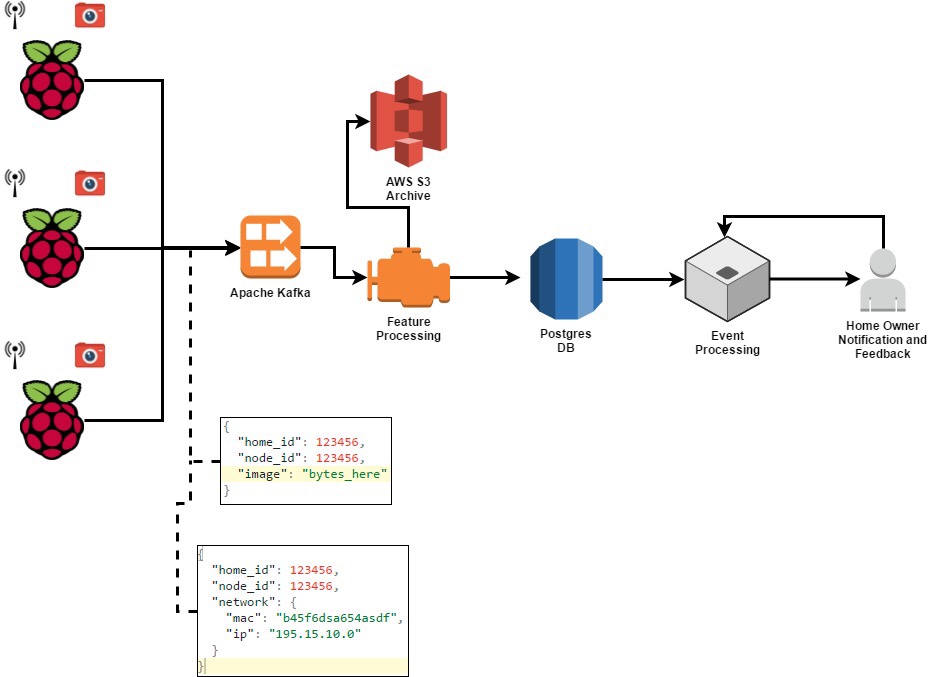 AWS S3
Archive
Apache Kafka
Feature
Processing
Postgres
DB
Event
Processing
Home Owner
Notification and
Feedback
{
"home_id": 123456,
"node_id": 123456,
"image": "bytes_here"
}
{
"home_id": 123456,
"node_id": 123456,
"network": {
"mac": "b45f6dsa654asdf",
"ip": "195.15.10.0"
}
}